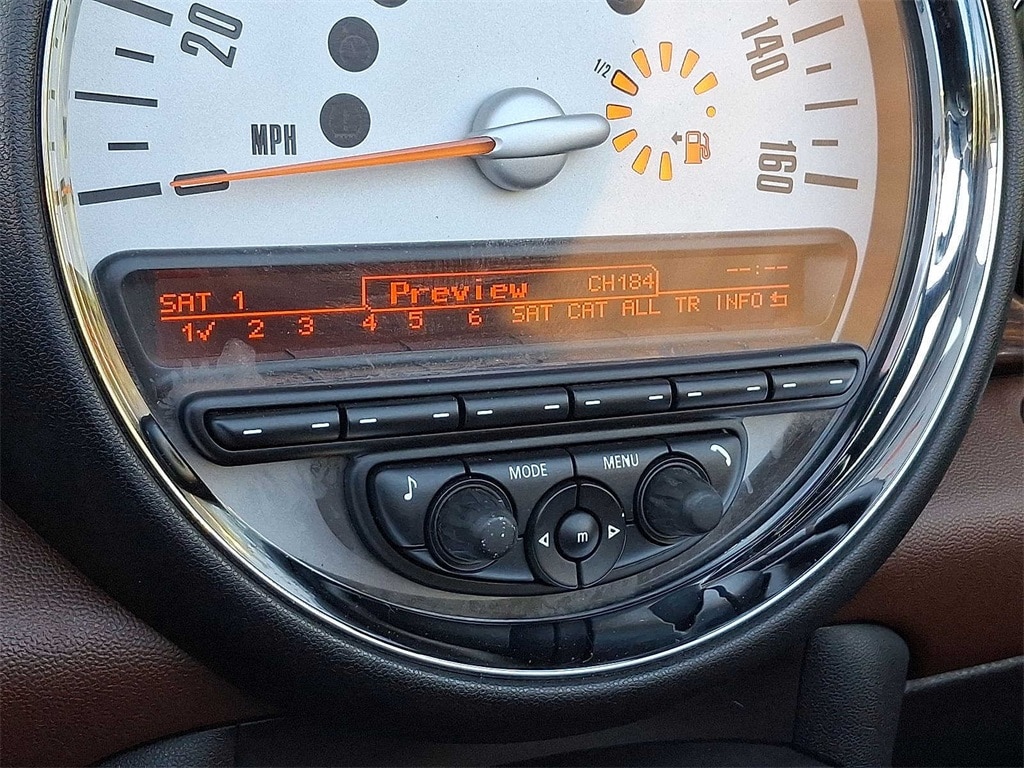 20
MPH
1/2
140
160
SAT 1 Preview CH184 --:--
1✓ 2 3 4 5 6 SAT CAT ALL TR INFO
MODE MENU
m